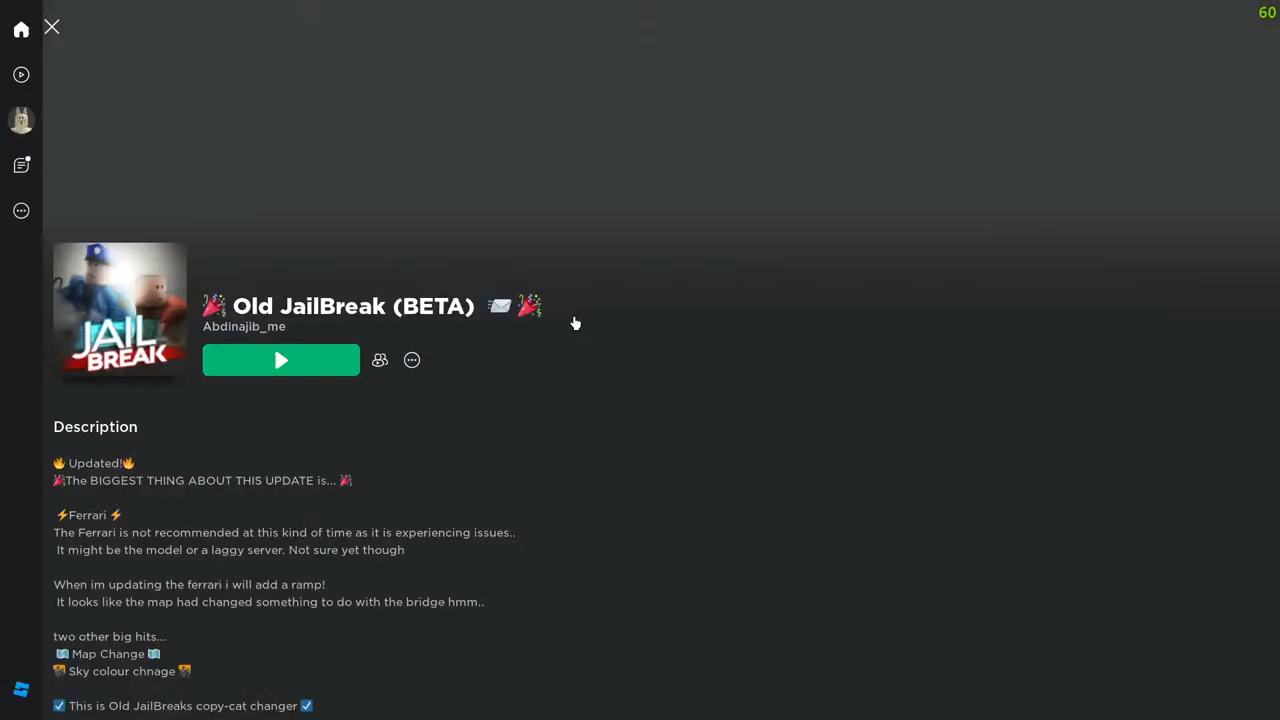 60
🎉 Old JailBreak (BETA) 📨🎉
Abdinajib_me
JAIL
BREAK
Description
🔥 Updated!🔥
🎉The BIGGEST THING ABOUT THIS UPDATE is... 🎉
⚡Ferrari ⚡
The Ferrari is not recommended at this kind of time as it is experiencing issues..
It might be the model or a laggy server. Not sure yet though
When im updating the ferrari i will add a ramp!
It looks like the map had changed something to do with the bridge hmm..
two other big hits...
🗺️ Map Change 🗺️
🌇 Sky colour chnage 🌇
☑️ This is Old JailBreaks copy-cat changer ☑️